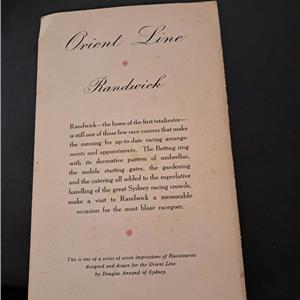 Orient Line
Randwick
Randwick—the home of the first totalisator—
is still one of those few race courses that make
the running for up-to-date racing arrange-
ments and appointments. The Betting ring
with its decorative pattern of umbrellas,
the mobile starting gates, the gardening
and the catering all added to the superlative
handling of the great Sydney racing crowds,
make a visit to Randwick a memorable
occasion for the most blasé racegoer.
This is one of a series of seven impressions of Racecourses
designed and drawn for the Orient Line
by Douglas Annand of Sydney.